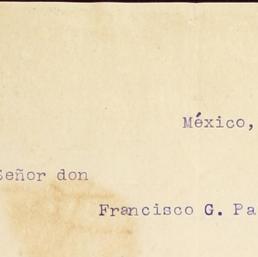 México,
Señor don
Francisco G. Pa